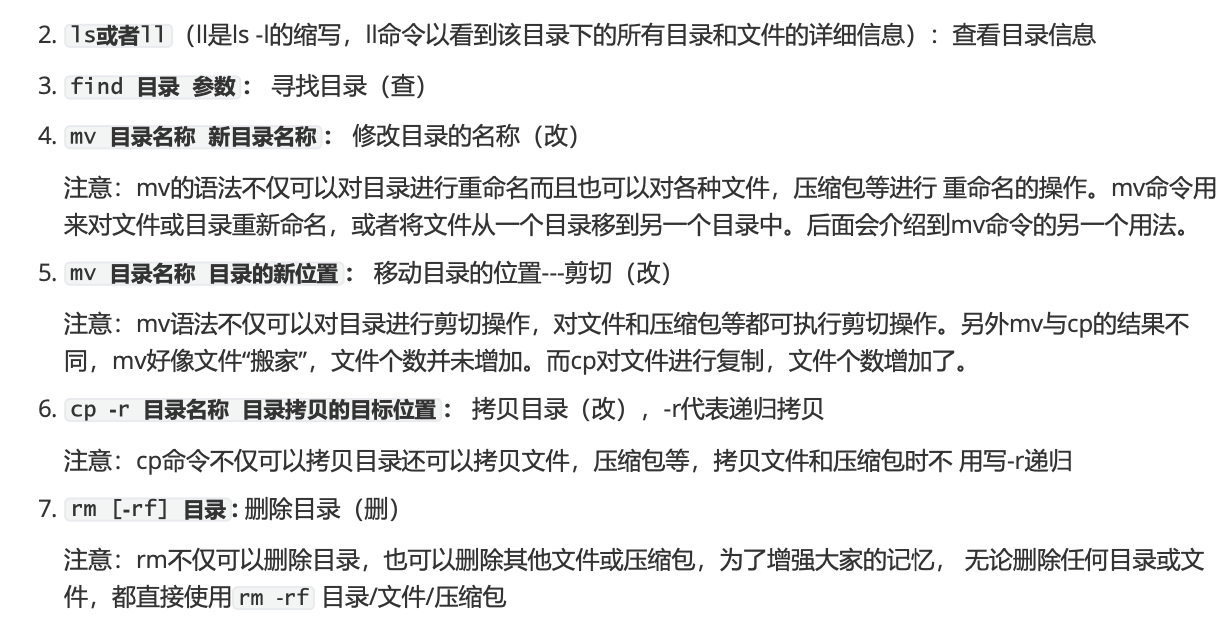 2. ls或者ll（ll是ls -l的缩写，ll命令以看到该目录下的所有目录和文件的详细信息）：查看目录信息
3. find 目录 参数： 寻找目录（查）
4. mv 目录名称 新目录名称： 修改目录的名称（改）
注意：mv的语法不仅可以对目录进行重命名而且也可以对各种文件，压缩包等进行 重命名的操作。mv命令用
来对文件或目录重新命名，或者将文件从一个目录移到另一个目录中。后面会介绍到mv命令的另一个用法。
5. mv 目录名称 目录的新位置： 移动目录的位置---剪切（改）
注意：mv语法不仅可以对目录进行剪切操作，对文件和压缩包等都可执行剪切操作。另外mv与cp的结果不
同，mv好像文件“搬家”，文件个数并未增加。而cp对文件进行复制，文件个数增加了。
6. cp -r 目录名称 目录拷贝的目标位置： 拷贝目录（改），-r代表递归拷贝
注意：cp命令不仅可以拷贝目录还可以拷贝文件，压缩包等，拷贝文件和压缩包时不 用写-r递归
7. rm [-rf] 目录: 删除目录（删）
注意：rm不仅可以删除目录，也可以删除其他文件或压缩包，为了增强大家的记忆， 无论删除任何目录或文
件，都直接使用rm -rf 目录/文件/压缩包